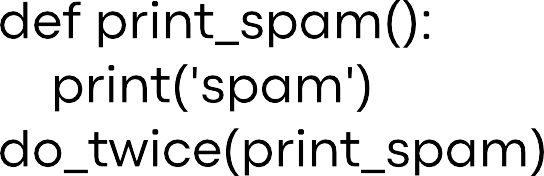 def print_spam():
    print('spam')
do_twice(print_spam)